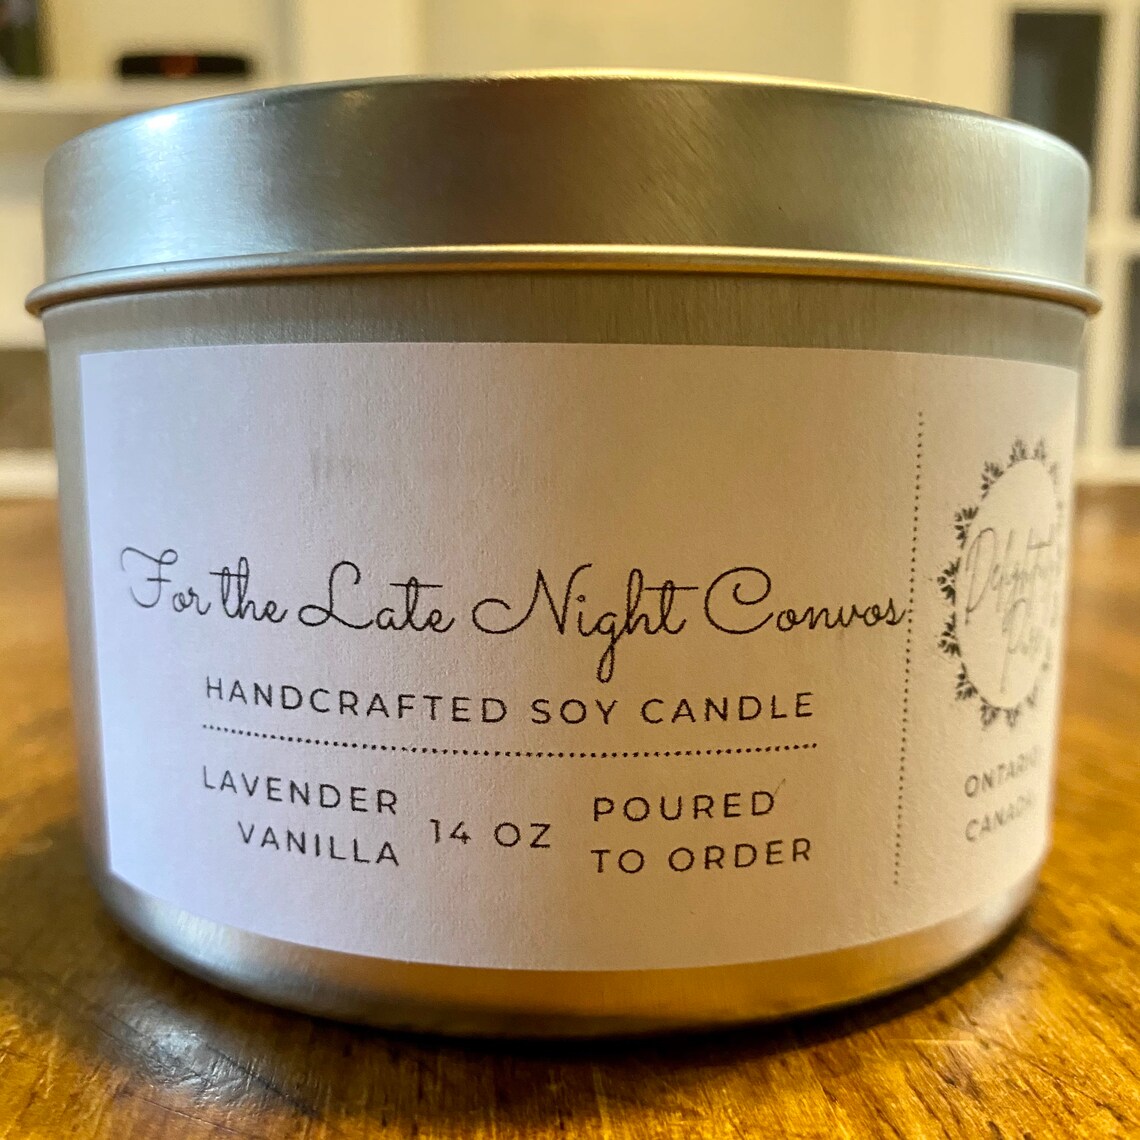 For the Late Night Convos
HANDCRAFTED SOY CANDLE
LAVENDER
VANILLA
14 OZ
POURED
TO ORDER
ONTARIO
CANADA